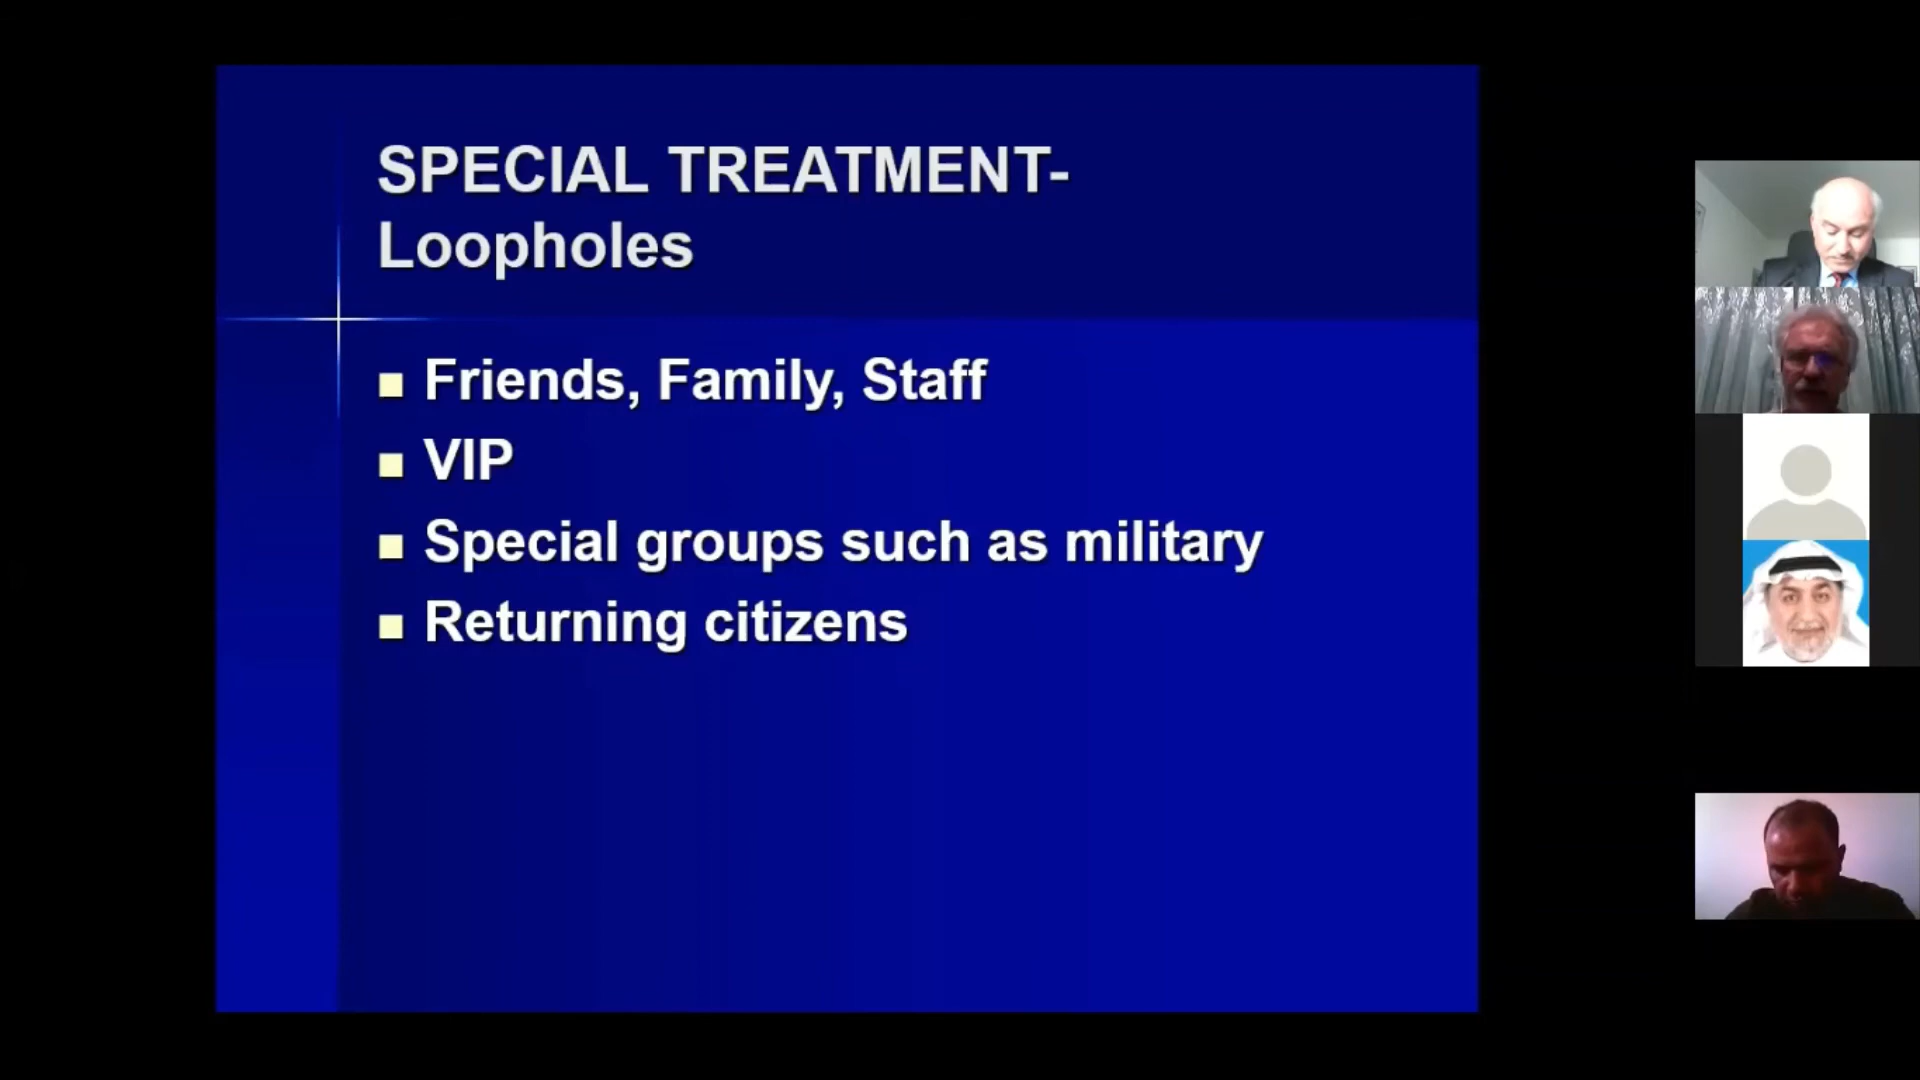 SPECIAL TREATMENT-
Loopholes
Friends, Family, Staff
VIP
Special groups such as military
Returning citizens